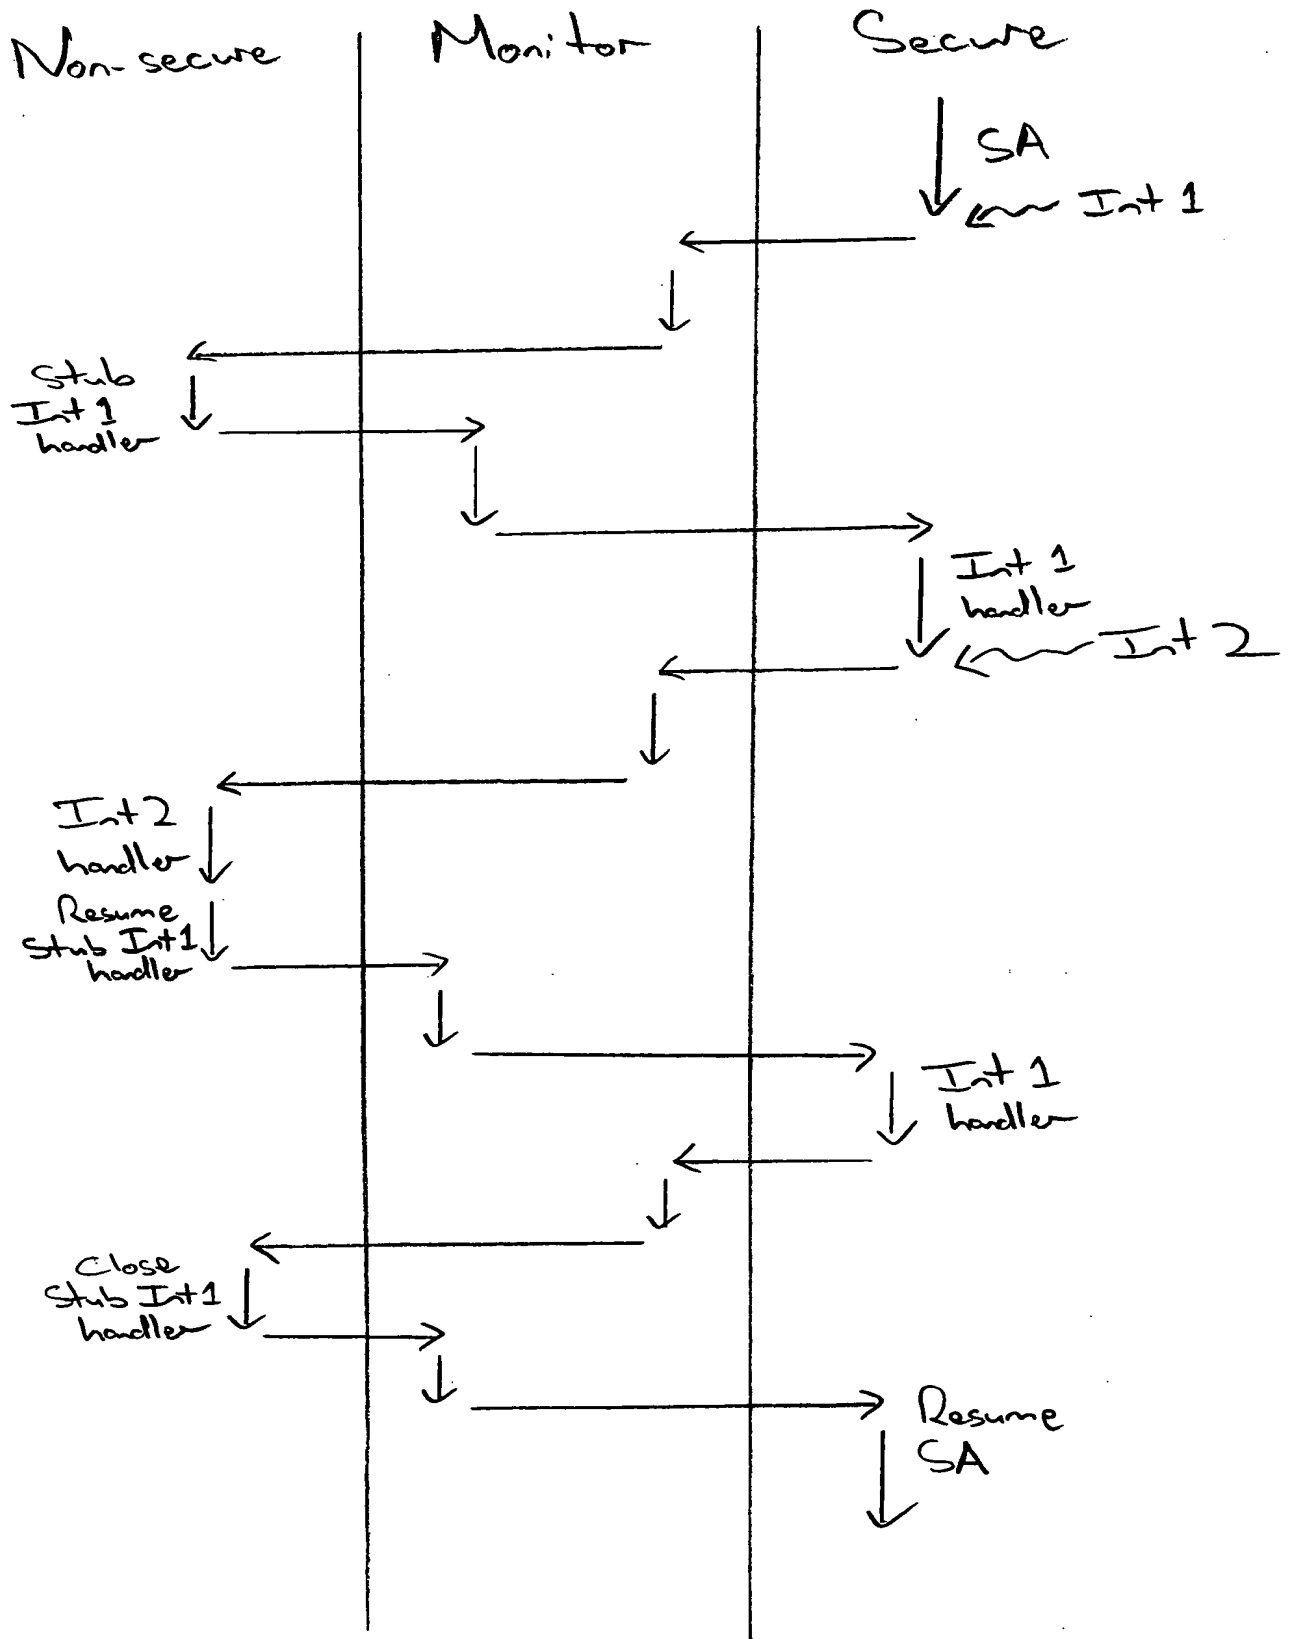 Non-secure
Monitor
Secure
SA
Int 1
Stub
Int 1
handler
Int 1
handler
Int 2
Int 2
handler
Resume
Stub Int 1
handler
Int 1
handler
Close
Stub Int 1
handler
Resume
SA